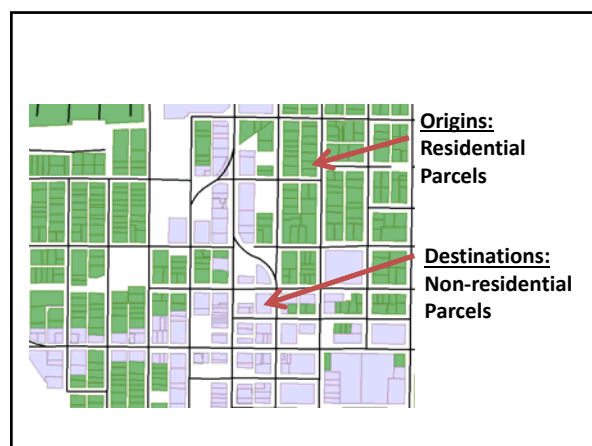 Origins:
Residential
Parcels
Destinations:
Non-residential
Parcels